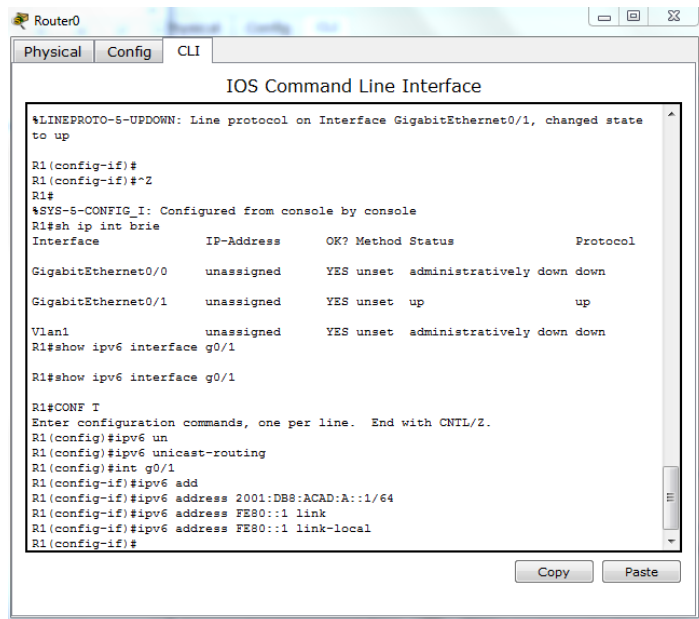 Router0
Physical Config CLI
IOS Command Line Interface
%LINEPROTO-5-UPDOWN: Line protocol on Interface GigabitEthernet0/1, changed state
to up
R1(config-if)#
R1(config-if)#^Z
R1#
%SYS-5-CONFIG_I: Configured from console by console
R1#sh ip int brie
Interface IP-Address OK? Method Status Protocol
GigabitEthernet0/0 unassigned YES unset administratively down down
GigabitEthernet0/1 unassigned YES unset up up
Vlan1 unassigned YES unset administratively down down
R1#show ipv6 interface g0/1
R1#show ipv6 interface g0/1
R1#CONF T
Enter configuration commands, one per line. End with CNTL/Z.
R1(config)#ipv6 un
R1(config)#ipv6 unicast-routing
R1(config)#int g0/1
R1(config-if)#ipv6 add
R1(config-if)#ipv6 address 2001:DB8:ACAD:A::1/64
R1(config-if)#ipv6 address FE80::1 link
R1(config-if)#ipv6 address FE80::1 link-local
R1(config-if)#
Copy Paste